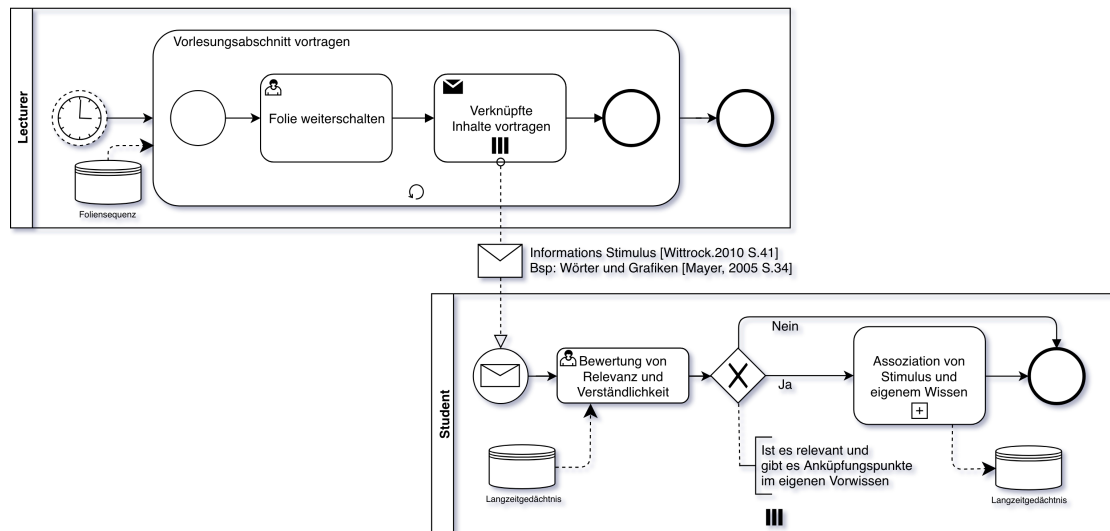 Lecturer
Vorlesungsabschnitt vortragen
Folie weiterschalten
Verknüpfte
Inhalte vortragen
Foliensequenz
Informations Stimulus [Wittrock.2010 S.41]
Bsp: Wörter und Grafiken [Mayer, 2005 S.34]
Student
Bewertung von
Relevanz und
Verständlichkeit
Nein
Ja
Assoziation von
Stimulus und
eigenem Wissen
Langzeitgedächtnis
Ist es relevant und
gibt es Anküpfungspunkte
im eigenen Vorwissen
Langzeitgedächtnis